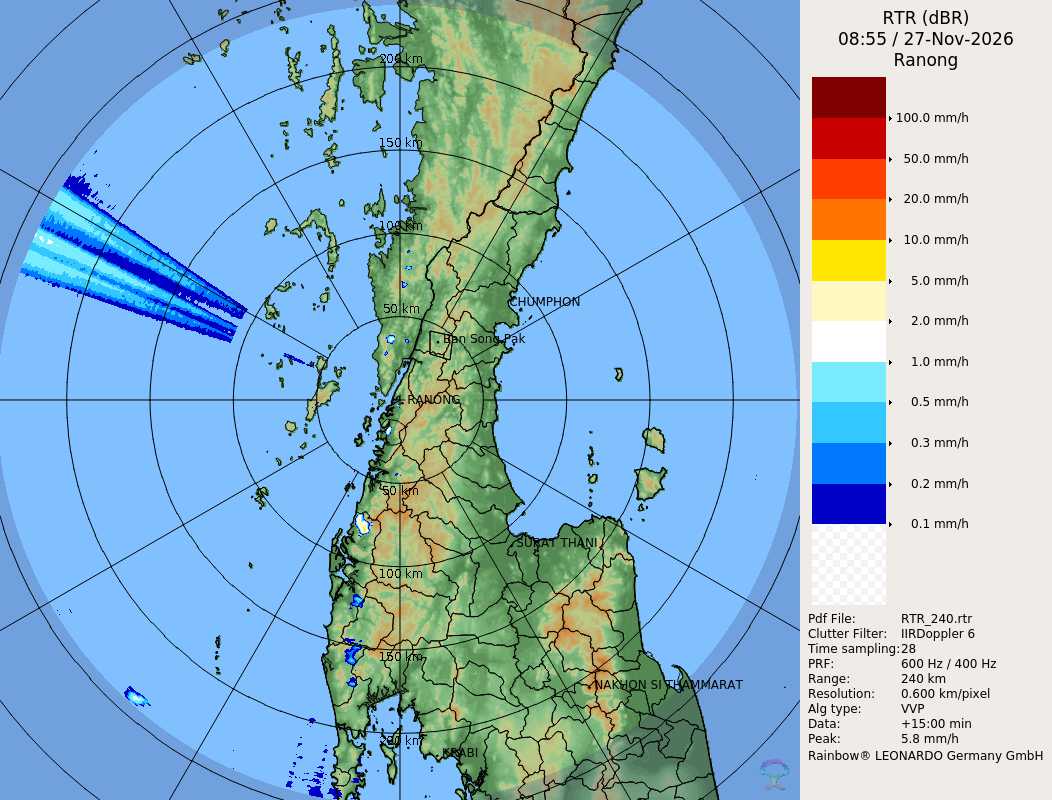 RTR (dBR)
08:55 / 27-Nov-2026
Ranong
200 km
150 km
100 km
50 km
CHUMPHON
Ban Song Pak
RANONG
50 km
SURAT THANI
100 km
150 km
NAKHON SI THAMMARAT
200 km
KRABI
100.0 mm/h
50.0 mm/h
20.0 mm/h
10.0 mm/h
5.0 mm/h
2.0 mm/h
1.0 mm/h
0.5 mm/h
0.3 mm/h
0.2 mm/h
0.1 mm/h
Pdf File: RTR_240.rtr
Clutter Filter: IIRDoppler 6
Time sampling:28
PRF: 600 Hz / 400 Hz
Range: 240 km
Resolution: 0.600 km/pixel
Alg type: VVP
Data: +15:00 min
Peak: 5.8 mm/h
Rainbow® LEONARDO Germany GmbH